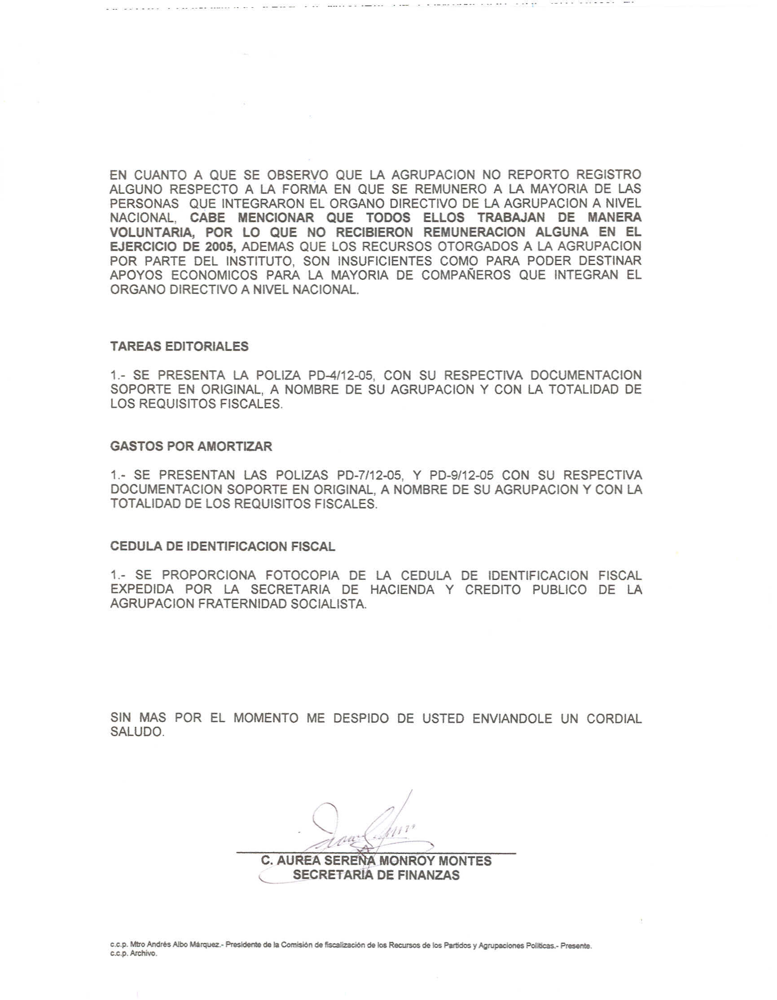 EN CUANTO A QUE SE OBSERVO QUE LA AGRUPACION NO REPORTO REGISTRO
ALGUNO RESPECTO A LA FORMA EN QUE SE REMUNERO A LA MAYORIA DE LAS
PERSONAS QUE INTEGRARON EL ORGANO DIRECTIVO DE LA AGRUPACION A NIVEL
NACIONAL, CABE MENCIONAR QUE TODOS ELLOS TRABAJAN DE MANERA
VOLUNTARIA, POR LO QUE NO RECIBIERON REMUNERACION ALGUNA EN EL
EJERCICIO DE 2005, ADEMAS QUE LOS RECURSOS OTORGADOS A LA AGRUPACION
POR PARTE DEL INSTITUTO, SON INSUFICIENTES COMO PARA PODER DESTINAR
APOYOS ECONOMICOS PARA LA MAYORIA DE COMPAÑEROS QUE INTEGRAN EL
ORGANO DIRECTIVO A NIVEL NACIONAL.
TAREAS EDITORIALES
1.- SE PRESENTA LA POLIZA PD-4/12-05, CON SU RESPECTIVA DOCUMENTACION
SOPORTE EN ORIGINAL, A NOMBRE DE SU AGRUPACION Y CON LA TOTALIDAD DE
LOS REQUISITOS FISCALES.
GASTOS POR AMORTIZAR
1.- SE PRESENTAN LAS POLIZAS PD-7/12-05, Y PD-9/12-05 CON SU RESPECTIVA
DOCUMENTACION SOPORTE EN ORIGINAL, A NOMBRE DE SU AGRUPACION Y CON LA
TOTALIDAD DE LOS REQUISITOS FISCALES.
CEDULA DE IDENTIFICACION FISCAL
1.- SE PROPORCIONA FOTOCOPIA DE LA CEDULA DE IDENTIFICACION FISCAL
EXPEDIDA POR LA SECRETARIA DE HACIENDA Y CREDITO PUBLICO DE LA
AGRUPACION FRATERNIDAD SOCIALISTA.
SIN MAS POR EL MOMENTO ME DESPIDO DE USTED ENVIANDOLE UN CORDIAL
SALUDO.
C. AUREA SERENA MONROY MONTES
SECRETARIA DE FINANZAS
c.c.p. Mtro Andrés Albo Márquez.- Presidente de la Comisión de fiscalización de los Recursos de los Partidos y Agrupaciones Políticas.- Presente.
c.c.p. Archivo.